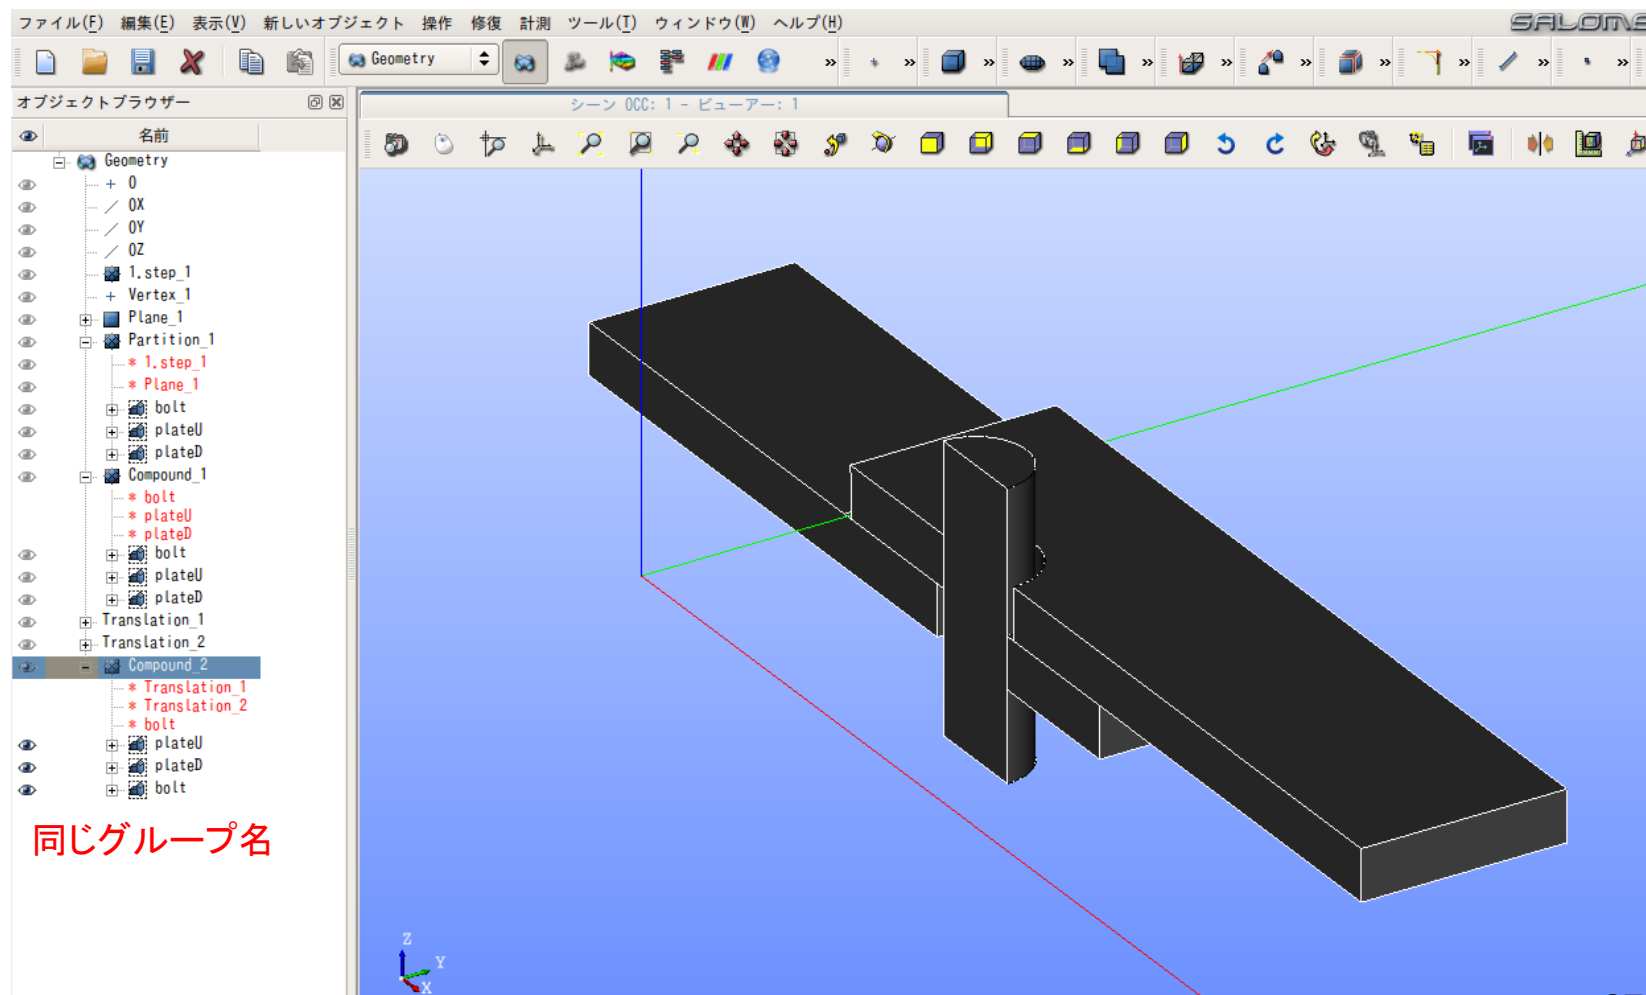 ファイル(F) 編集(E) 表示(V) 新しいオブジェクト 操作 修復 計測 ツール(T) ウィンドウ(W) ヘルプ(H)
SALOME
Geometry
オブジェクトブラウザー
シーン OCC: 1 - ビューアー: 1
名前
Geometry
O
OX
OY
OZ
1.step_1
Vertex_1
Plane_1
Partition_1
* 1.step_1
* Plane_1
bolt
plateU
plateD
Compound_1
* bolt
* plateU
* plateD
bolt
plateU
plateD
Translation_1
Translation_2
Compound_2
* Translation_1
* Translation_2
* bolt
plateU
plateD
bolt
同じグループ名
Z
Y
X